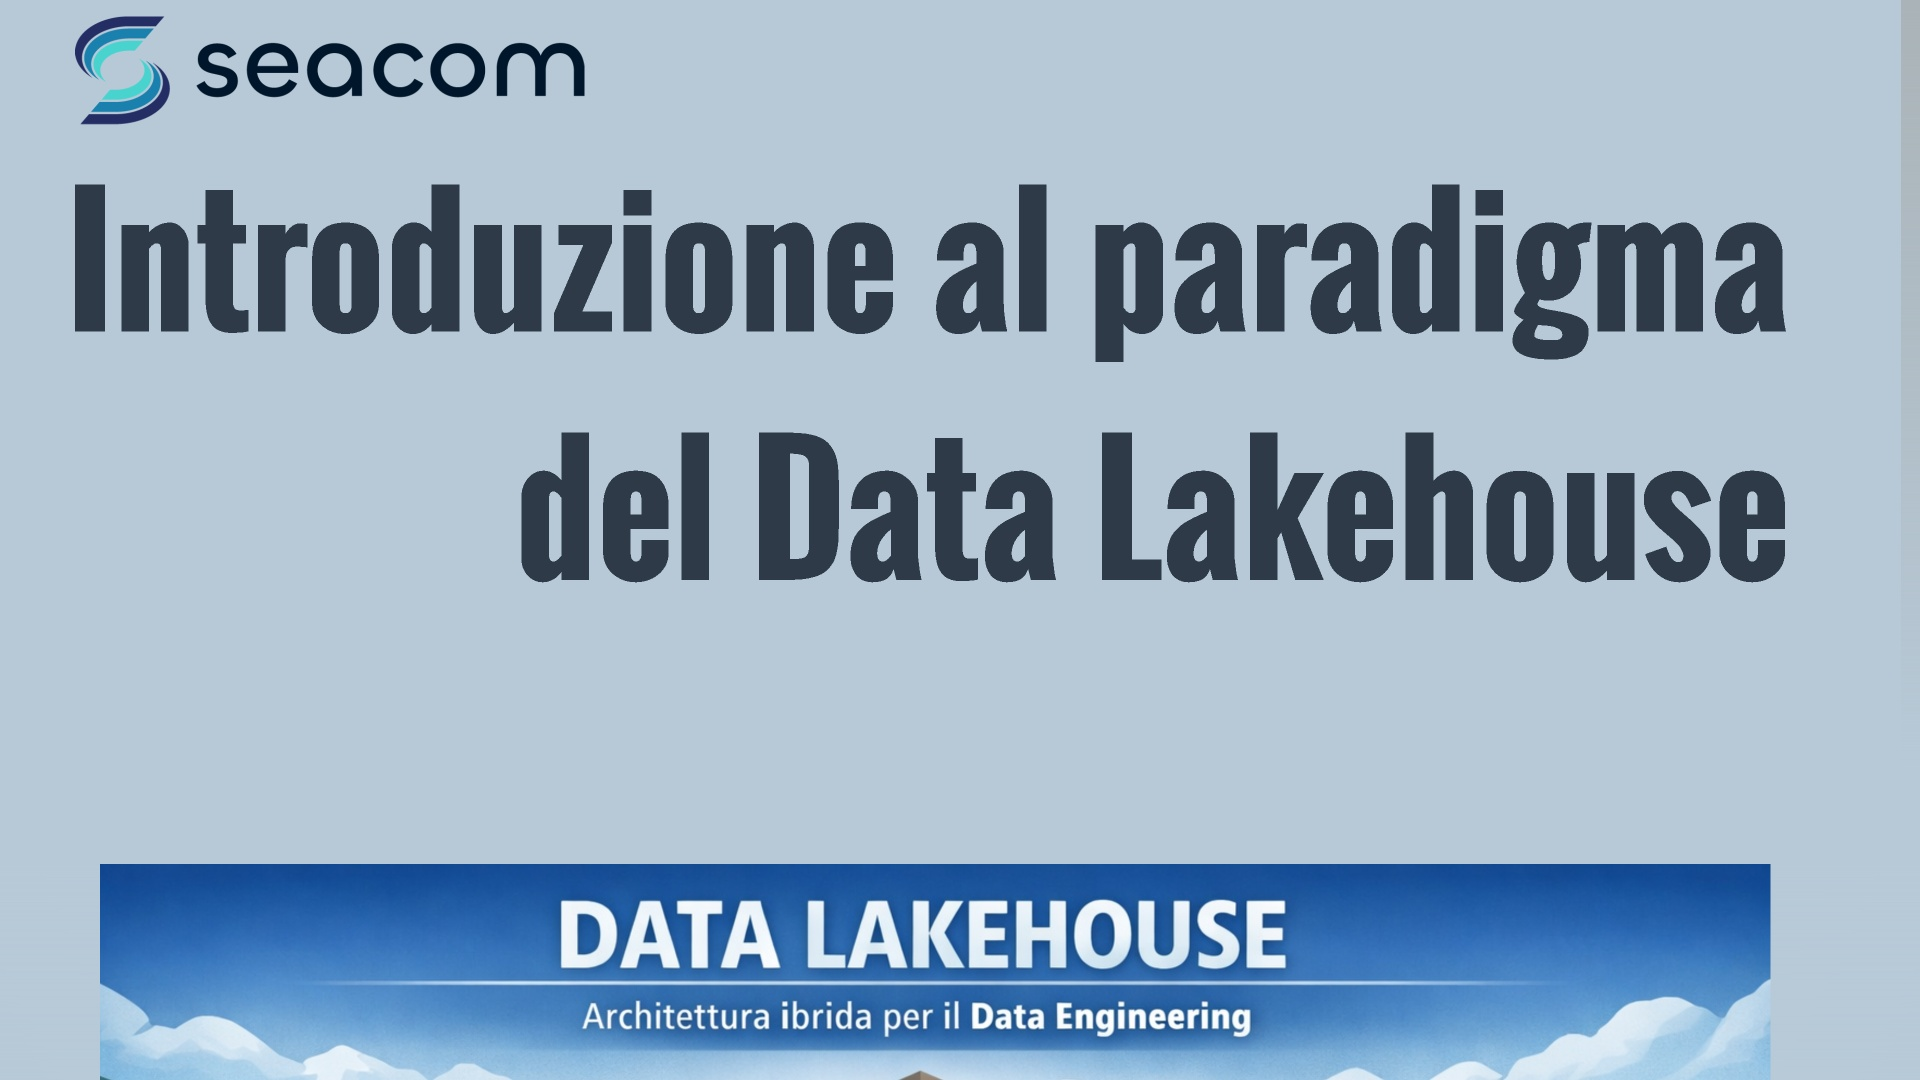 seacom
Introduzione al paradigma
del Data Lakehouse
DATA LAKEHOUSE
Architettura ibrida per il Data Engineering